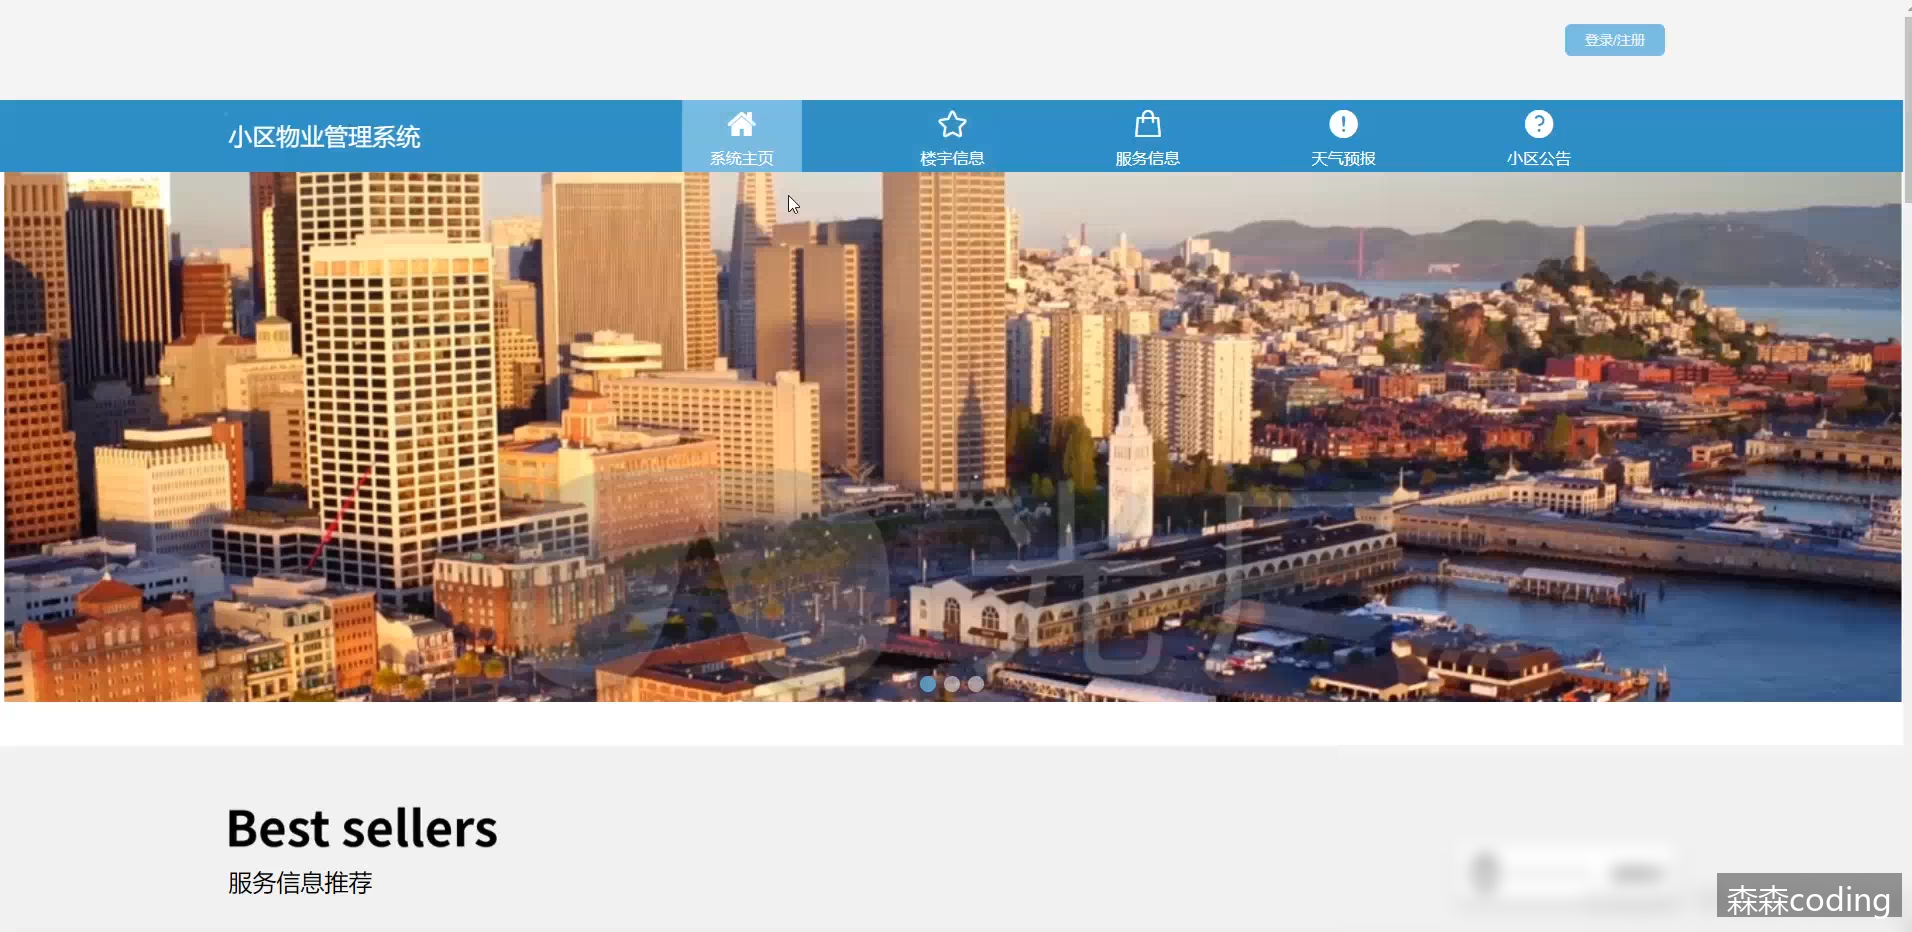 登录/注册
小区物业管理系统
系统主页
楼宇信息
服务信息
天气预报
小区公告
光厂
Best sellers
服务信息推荐
森森coding